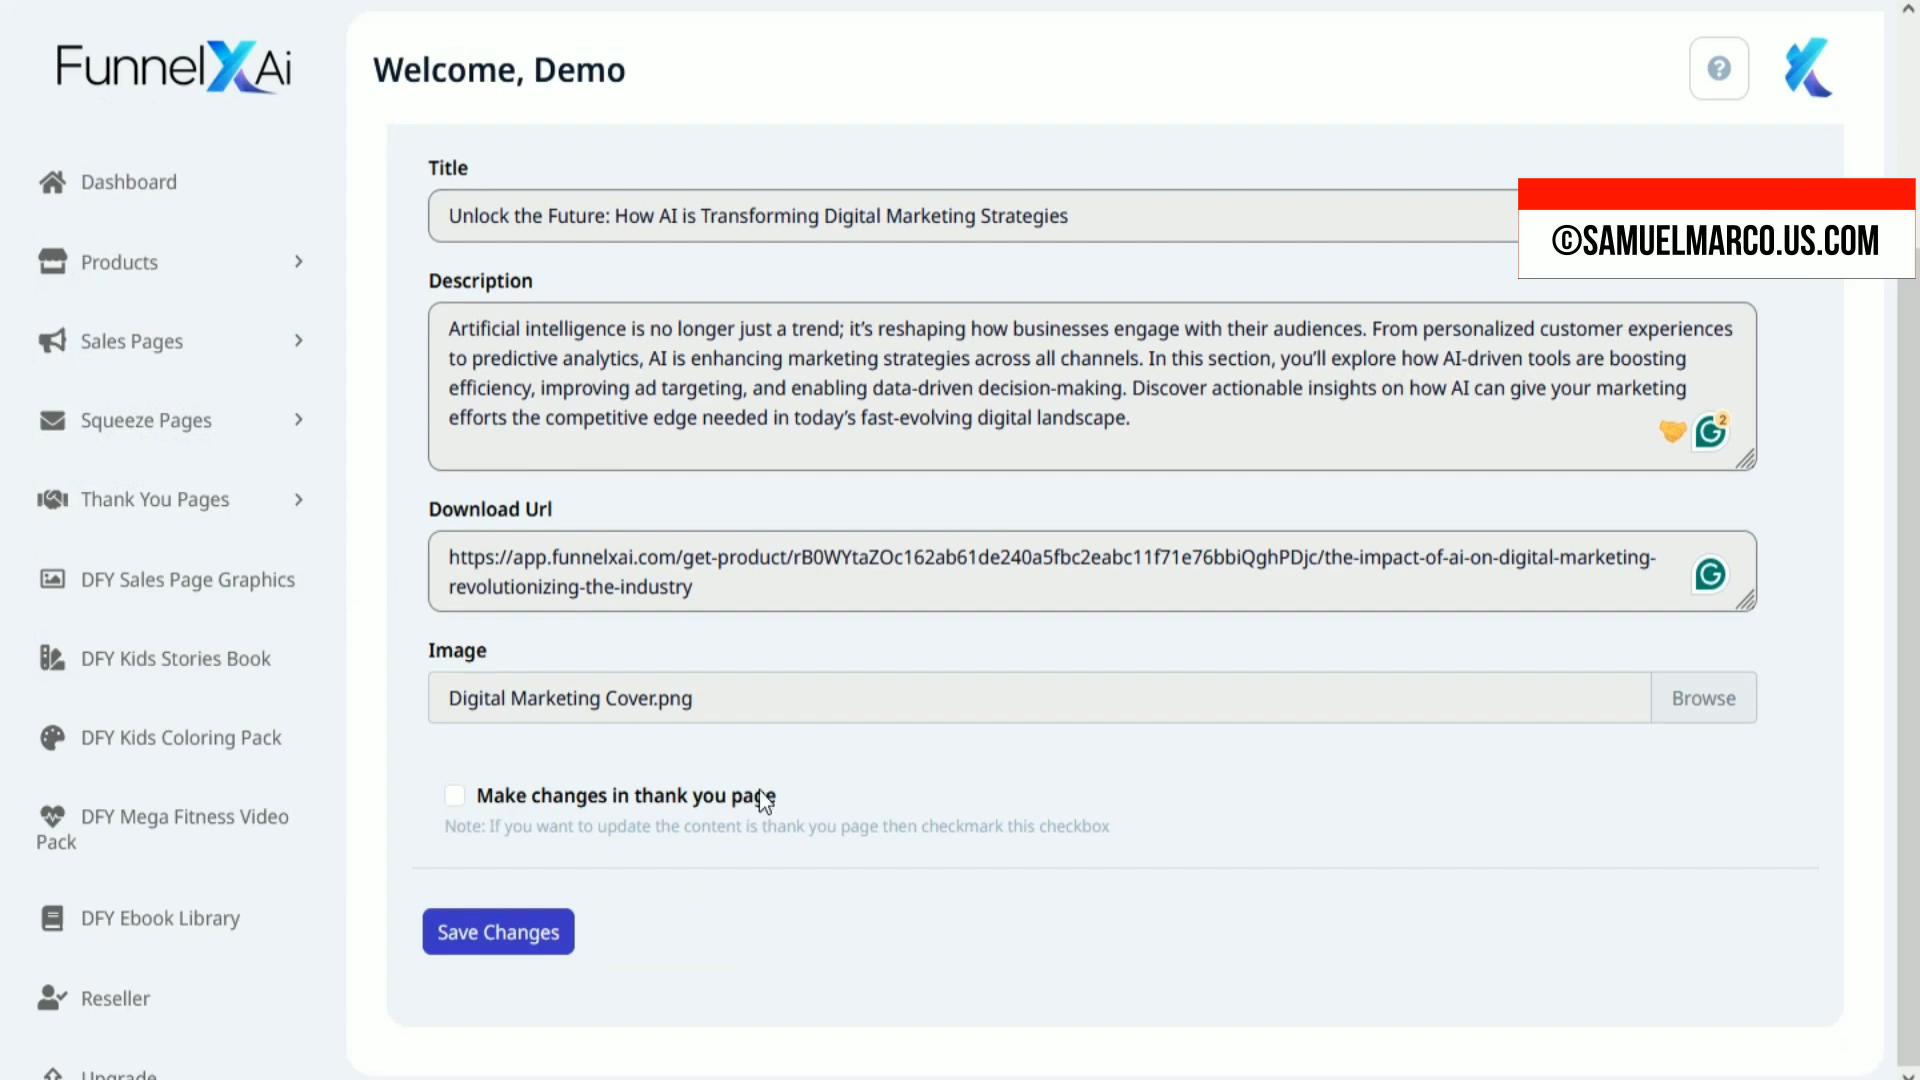 FunnelXAi
Welcome, Demo
?
Dashboard
Products
Sales Pages
Squeeze Pages
Thank You Pages
DFY Sales Page Graphics
DFY Kids Stories Book
DFY Kids Coloring Pack
DFY Mega Fitness Video
Pack
DFY Ebook Library
Reseller
Upgrade
Title
Unlock the Future: How AI is Transforming Digital Marketing Strategies
©SAMUELMARCO.US.COM
Description
Artificial intelligence is no longer just a trend; it’s reshaping how businesses engage with their audiences. From personalized customer experiences
to predictive analytics, AI is enhancing marketing strategies across all channels. In this section, you’ll explore how AI-driven tools are boosting
efficiency, improving ad targeting, and enabling data-driven decision-making. Discover actionable insights on how AI can give your marketing
efforts the competitive edge needed in today’s fast-evolving digital landscape.
2
Download Url
https://app.funnelxai.com/get-product/rB0WYtaZOc162ab61de240a5fbc2eabc11f71e76bbiQghPDjc/the-impact-of-ai-on-digital-marketing-
revolutionizing-the-industry
Image
Digital Marketing Cover.png
Browse
Make changes in thank you page
Note: If you want to update the content is thank you page then checkmark this checkbox
Save Changes